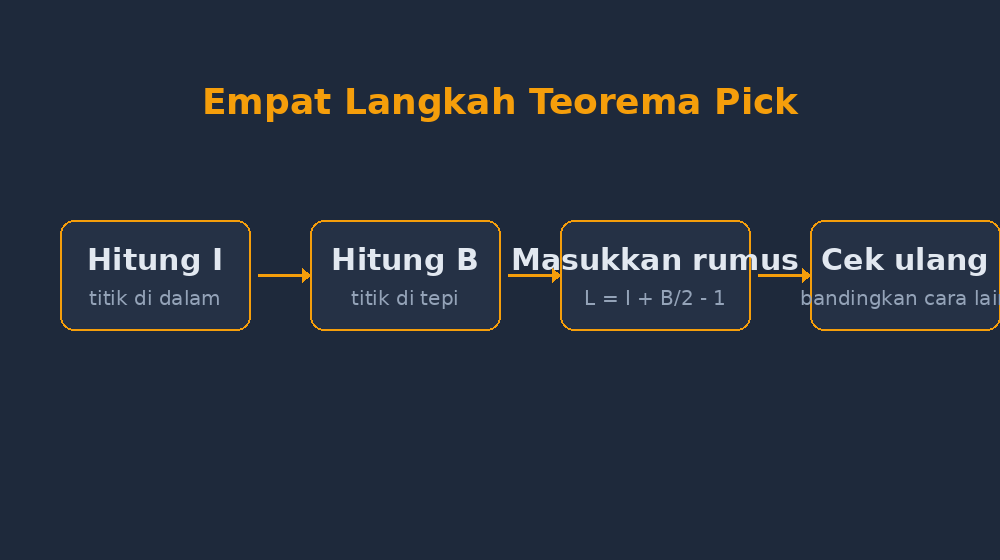 Empat Langkah Teorema Pick
Hitung I
titik di dalam
Hitung B
titik di tepi
Masukkan rumus
L = I + B/2 - 1
Cek ulang
bandingkan cara lai